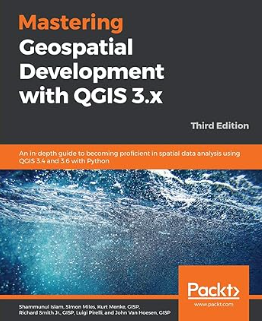 Mastering
Geospatial
Development
with QGIS 3.x
Third Edition
An in-depth guide to becoming proficient in spatial data analysis using
QGIS 3.4 and 3.6 with Python
Packt>
www.packt.com
Shammunul Islam, Simon Miles, Kurt Menke, GISP,
Richard Smith Jr., GISP, Luigi Pirelli, and John Van Hoesen, GISP